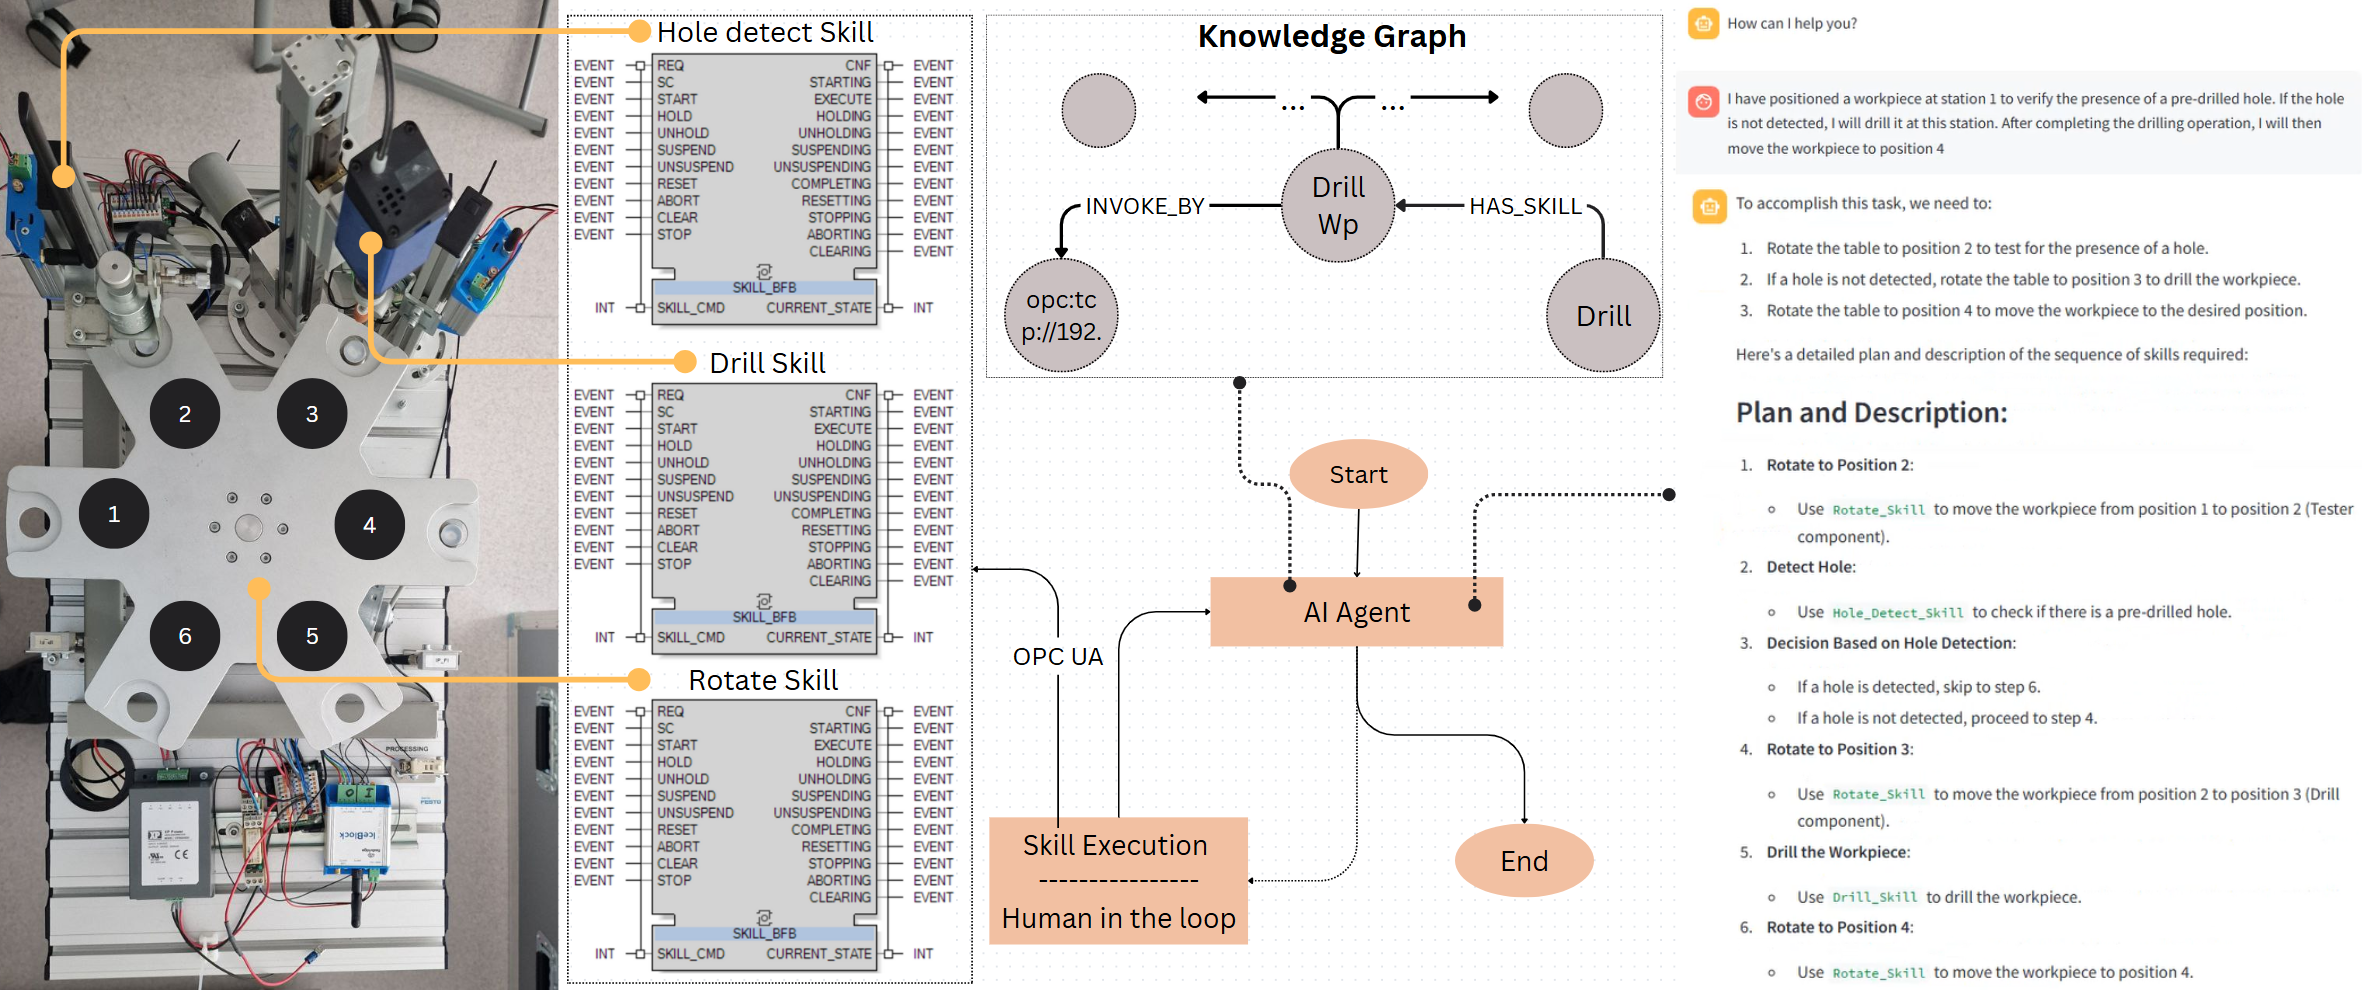 2
3
1
4
6
5
PROCESSING
FESTO
IceBlock
O I
CE
Hole detect Skill
EVENT REQ CNF EVENT
EVENT SC STARTING EVENT
EVENT START EXECUTE EVENT
EVENT HOLD HOLDING EVENT
EVENT UNHOLD UNHOLDING EVENT
EVENT SUSPEND SUSPENDING EVENT
EVENT UNSUSPEND UNSUSPENDING EVENT
EVENT RESET COMPLETING EVENT
EVENT ABORT RESETTING EVENT
EVENT CLEAR STOPPING EVENT
EVENT STOP ABORTING EVENT
CLEARING EVENT
SKILL_BFB
INT SKILL_CMD CURRENT_STATE INT
Drill Skill
EVENT REQ CNF EVENT
EVENT SC STARTING EVENT
EVENT START EXECUTE EVENT
EVENT HOLD HOLDING EVENT
EVENT UNHOLD UNHOLDING EVENT
EVENT SUSPEND SUSPENDING EVENT
EVENT UNSUSPEND UNSUSPENDING EVENT
EVENT RESET COMPLETING EVENT
EVENT ABORT RESETTING EVENT
EVENT CLEAR STOPPING EVENT
EVENT STOP ABORTING EVENT
CLEARING EVENT
SKILL_BFB
INT SKILL_CMD CURRENT_STATE INT
Rotate Skill
EVENT REQ CNF EVENT
EVENT SC STARTING EVENT
EVENT START EXECUTE EVENT
EVENT HOLD HOLDING EVENT
EVENT UNHOLD UNHOLDING EVENT
EVENT SUSPEND SUSPENDING EVENT
EVENT UNSUSPEND UNSUSPENDING EVENT
EVENT RESET COMPLETING EVENT
EVENT ABORT RESETTING EVENT
EVENT CLEAR STOPPING EVENT
EVENT STOP ABORTING EVENT
CLEARING EVENT
SKILL_BFB
INT SKILL_CMD CURRENT_STATE INT
Knowledge Graph
... ...
Drill
Wp
INVOKE_BY
HAS_SKILL
opc:tc
p://192.
Drill
Start
AI Agent
OPC UA
Skill Execution
----------------
Human in the loop
End
How can I help you?
I have positioned a workpiece at station 1 to verify the presence of a pre-drilled hole. If the hole
is not detected, I will drill it at this station. After completing the drilling operation, I will then
move the workpiece to position 4
To accomplish this task, we need to:
1. Rotate the table to position 2 to test for the presence of a hole.
2. If a hole is not detected, rotate the table to position 3 to drill the workpiece.
3. Rotate the table to position 4 to move the workpiece to the desired position.
Here's a detailed plan and description of the sequence of skills required:
Plan and Description:
1. Rotate to Position 2:
Use Rotate_Skill to move the workpiece from position 1 to position 2 (Tester
component).
2. Detect Hole:
Use Hole_Detect_Skill to check if there is a pre-drilled hole.
3. Decision Based on Hole Detection:
If a hole is detected, skip to step 6.
If a hole is not detected, proceed to step 4.
4. Rotate to Position 3:
Use Rotate_Skill to move the workpiece from position 2 to position 3 (Drill
component).
5. Drill the Workpiece:
Use Drill_Skill to drill the workpiece.
6. Rotate to Position 4:
Use Rotate_Skill to move the workpiece to position 4.